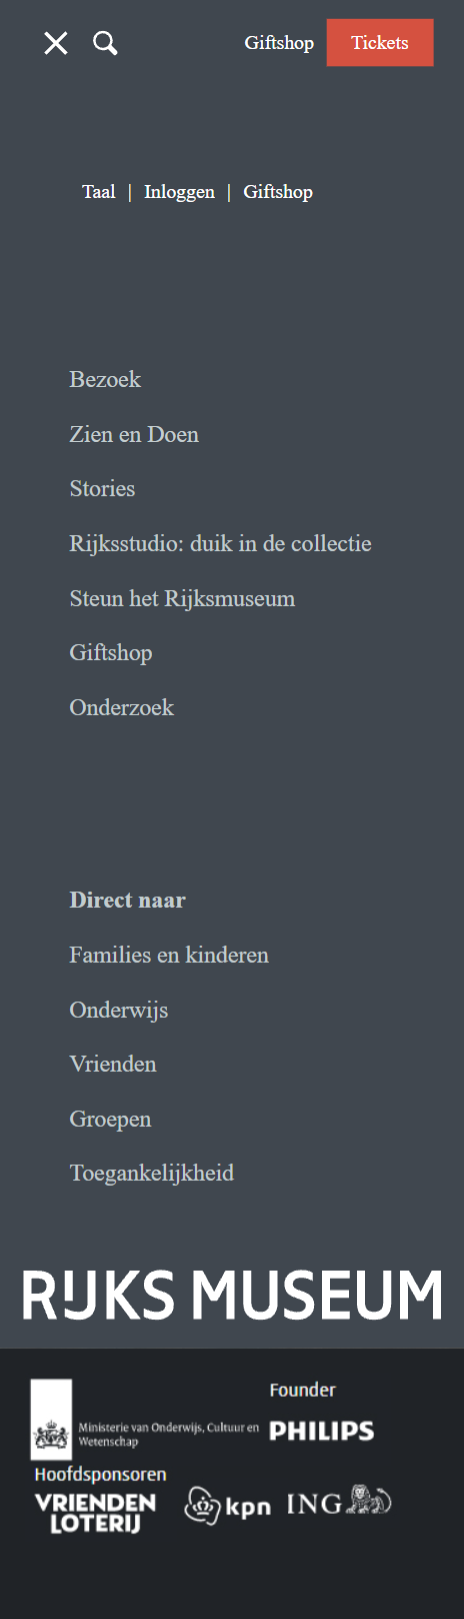 Giftshop Tickets
Taal | Inloggen | Giftshop
Bezoek
Zien en Doen
Stories
Rijksstudio: duik in de collectie
Steun het Rijksmuseum
Giftshop
Onderzoek
Direct naar
Families en kinderen
Onderwijs
Vrienden
Groepen
Toegankelijkheid
RIJKS MUSEUM
Ministerie van Onderwijs, Cultuur en
Wetenschap
Founder
PHILIPS
Hoofdsponsoren
VRIENDEN
LOTERIJ
kpn
ING